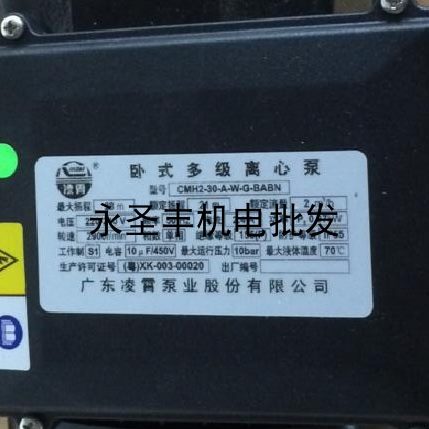 凌霄
卧式多级离心泵
型号 CMH2-30-A-W-G-BABN
最大扬程 m 额定扬程 额定流量
电压
永圣丰机电批发
转速
工作制 S1 电容 10μF/450V 最大运行压力 10bar 最大液体温度 70℃
生产许可证号 (粤)XK-003-00020 出厂编号
广东凌霄泵业股份有限公司